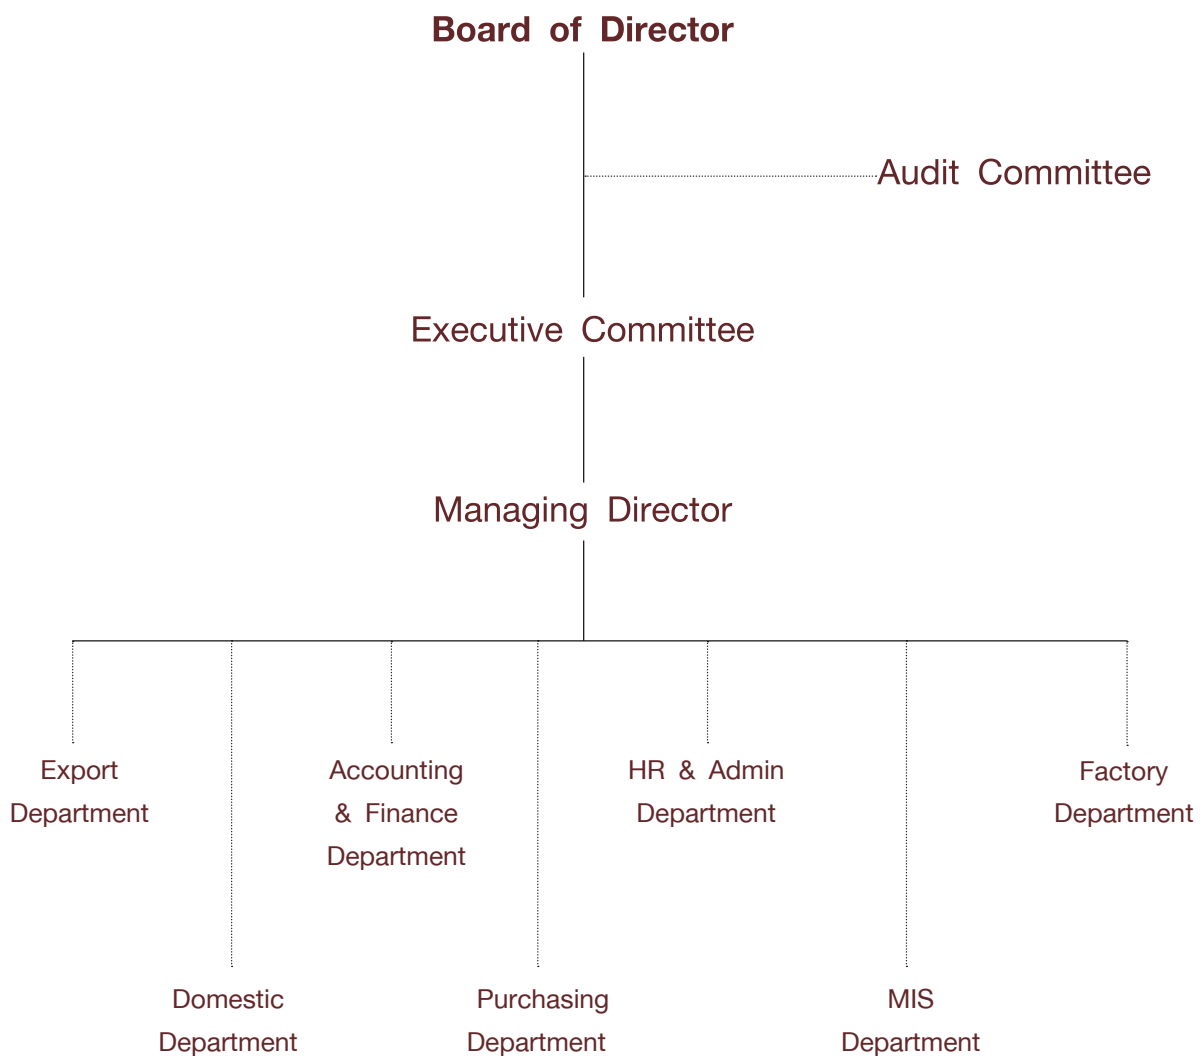 Board of Director
Audit Committee
Executive Committee
Managing Director
Export
Department
Accounting
& Finance
Department
HR & Admin
Department
Factory
Department
Domestic
Department
Purchasing
Department
MIS
Department